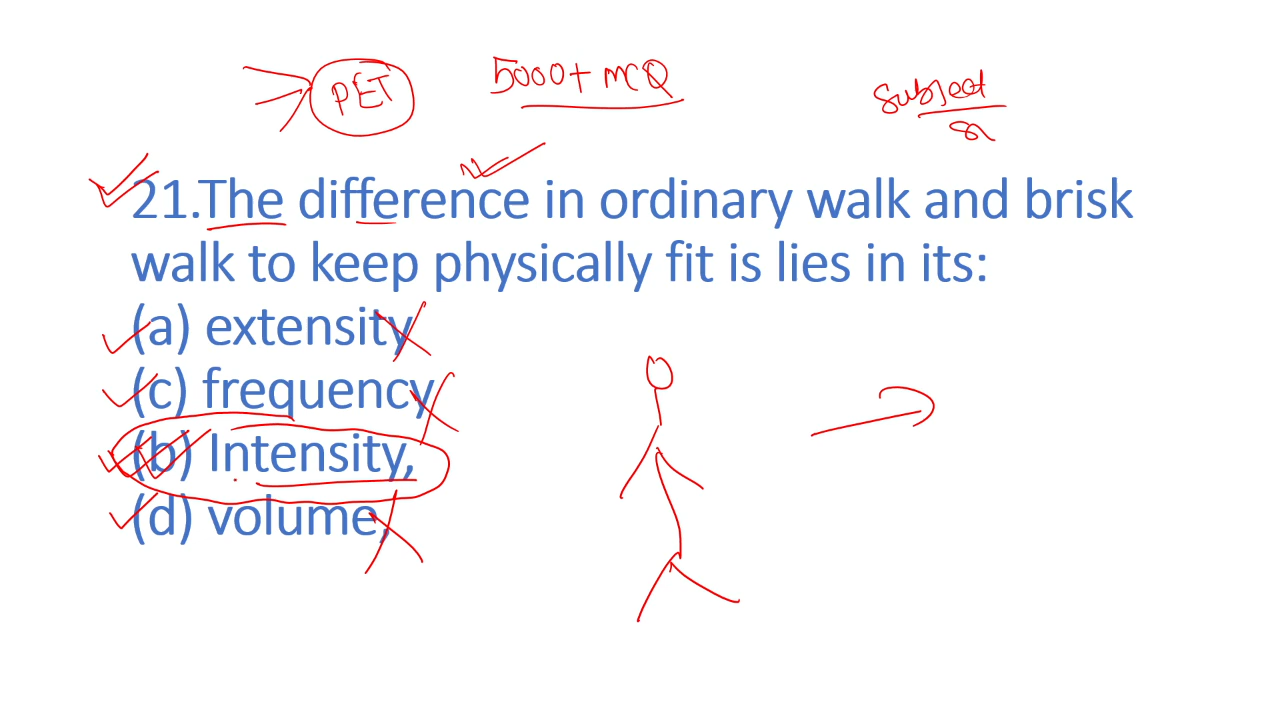 PET 5000+ MCQ Subject
21.The difference in ordinary walk and brisk
walk to keep physically fit is lies in its:
(a) extensity
(c) frequency
(b) Intensity,
(d) volume,